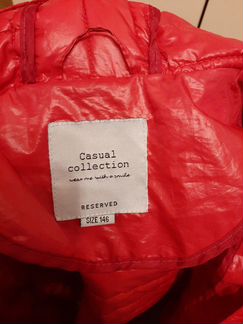 Casual
collection
wear me with a smile
RESERVED
SIZE 146